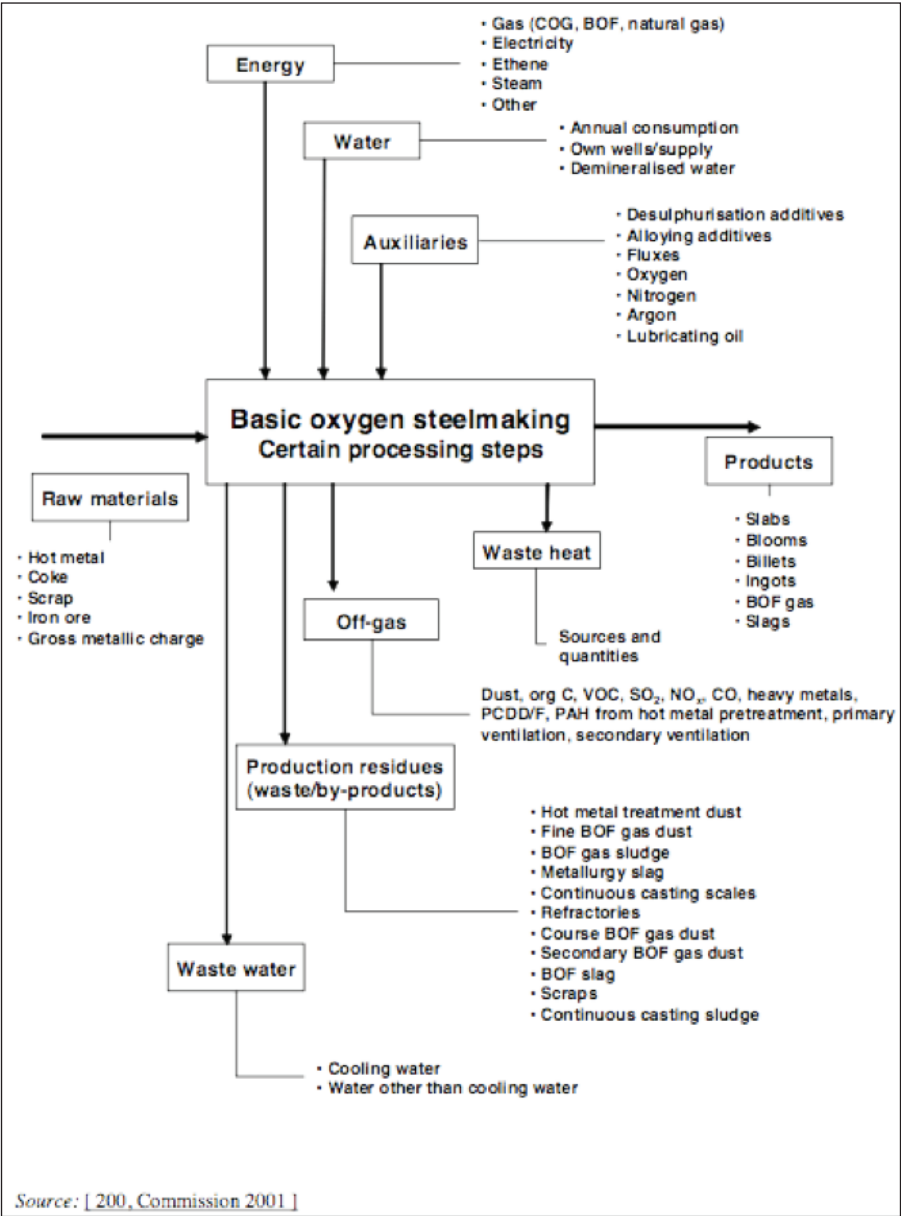 · Gas (COG, BOF, natural gas)
· Electricity
· Ethene
· Steam
· Other
Energy
Water
· Annual consumption
· Own wells/supply
· Demineralised water
Auxiliaries
· Desulphurisation additives
· Alloying additives
· Fluxes
· Oxygen
· Nitrogen
· Argon
· Lubricating oil
Basic oxygen steelmaking
Certain processing steps
Raw materials
· Hot metal
· Coke
· Scrap
· Iron ore
· Gross metallic charge
Products
· Slabs
· Blooms
· Billets
· Ingots
· BOF gas
· Slags
Waste heat
Sources and
quantities
Off-gas
Dust, org C, VOC, SO₂, NOₓ, CO, heavy metals,
PCDD/F, PAH from hot metal pretreatment, primary
ventilation, secondary ventilation
Production residues
(waste/by-products)
· Hot metal treatment dust
· Fine BOF gas dust
· BOF gas sludge
· Metallurgy slag
· Continuous casting scales
· Refractories
· Course BOF gas dust
· Secondary BOF gas dust
· BOF slag
· Scraps
· Continuous casting sludge
Waste water
· Cooling water
· Water other than cooling water
Source: [ 200, Commission 2001 ]